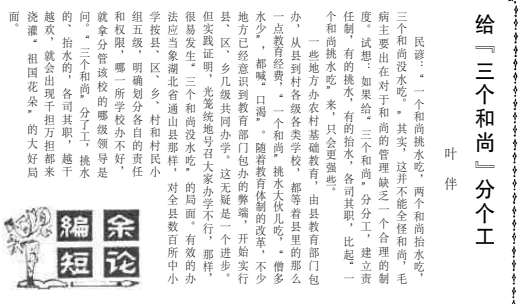 给『三个和尚』分个工
叶 伴
民谚：“一个和尚挑水吃，两个和尚抬水吃，
三个和尚没水吃。”其实，这并不能全怪和尚，毛
病主要出在对于和尚的管理缺乏一个合理的制
度。试想：如果给“三个和尚”分分工，建立责
任制，有的挑水，有的抬水，各司其职，比起“一
个和尚挑水吃”来，只会更强些。
一些地方办农村基础教育，由县教育部门包
办，从县到村各级各类学校，都等着县里的那么
一点教育经费，“一个和尚”挑水大伙儿吃，“僧多
水少”，都喊“口渴”。随着教育体制的改革，不少
地方已经意识到教育部门包办的弊端，开始实行
县、区、乡几级共同办学。这无疑是一个进步。
但实践证明，光笼统地号召大家办学不行，那样，
很易发生“三个和尚没水吃”的局面。有效的办
法应当象湖北省通山县那样，对全县数百所中小
学按县、区、乡、村和村民小
组五级，明确划分各自的责任
和权限，哪一所学校办不好，
就拿分管该校的哪级领导是
问。“三个和尚”分了工，挑水
的、抬水的，各司其职，越干
越欢，就会出现千担万担都来
浇灌“祖国花朵”的大好局
面。
编余
短论